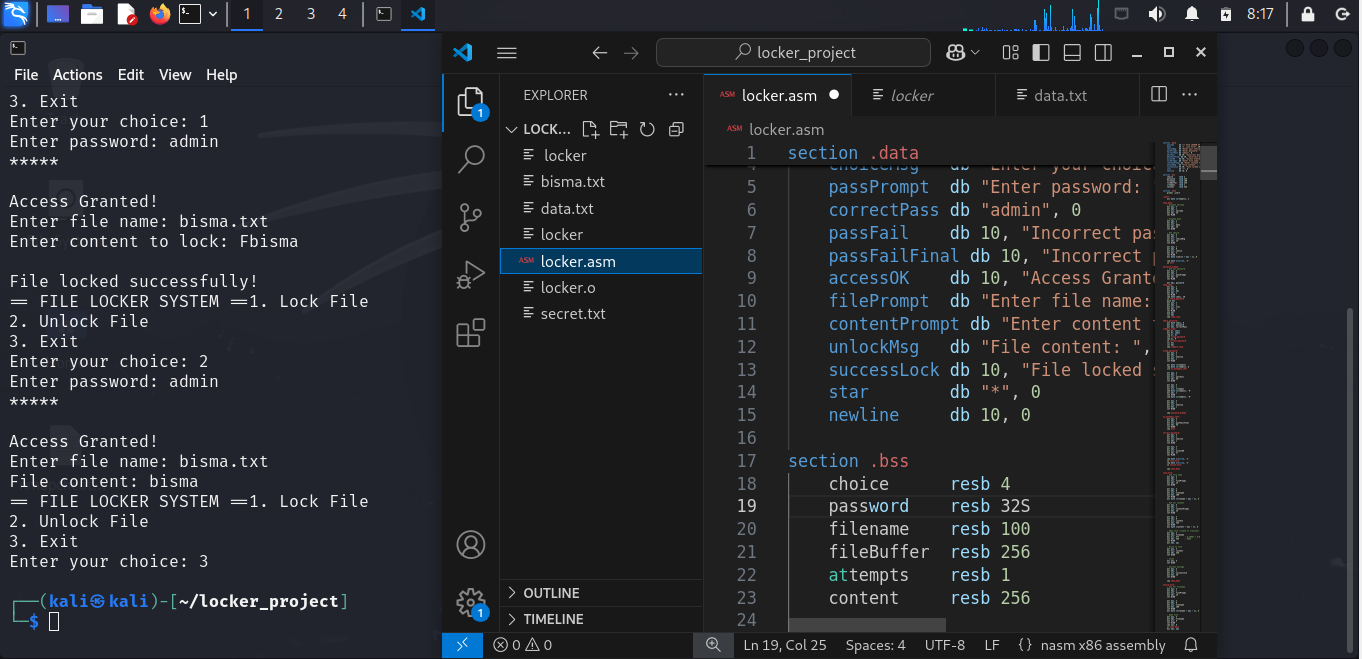 1 2 3 4
8:17
File Actions Edit View Help
3. Exit
Enter your choice: 1
Enter password: admin
*****
Access Granted!
Enter file name: bisma.txt
Enter content to lock: Fbisma
File locked successfully!
== FILE LOCKER SYSTEM ==1. Lock File
2. Unlock File
3. Exit
Enter your choice: 2
Enter password: admin
*****
Access Granted!
Enter file name: bisma.txt
File content: bisma
== FILE LOCKER SYSTEM ==1. Lock File
2. Unlock File
3. Exit
Enter your choice: 3
(kali㉿kali)-[~/locker_project]
$
locker_project
1
EXPLORER
LOCK...
locker
bisma.txt
data.txt
locker
ASM locker.asm
locker.o
secret.txt
OUTLINE
TIMELINE
1
ASM locker.asm
locker
data.txt
ASM locker.asm
1 section .data
4 choiceMsg db "Enter your choice
5 passPrompt db "Enter password:
6 correctPass db "admin", 0
7 passFail db 10, "Incorrect pas
8 passFailFinal db 10, "Incorrect p
9 accessOK db 10, "Access Grante
10 filePrompt db "Enter file name:
11 contentPrompt db "Enter content t
12 unlockMsg db "File content: ",
13 successLock db 10, "File locked s
14 star db "*", 0
15 newline db 10, 0
16
17 section .bss
18 choice resb 4
19 password resb 32S
20 filename resb 100
21 fileBuffer resb 256
22 attempts resb 1
23 content resb 256
24
0 0
Ln 19, Col 25
Spaces: 4
UTF-8
LF
{} nasm x86 assembly